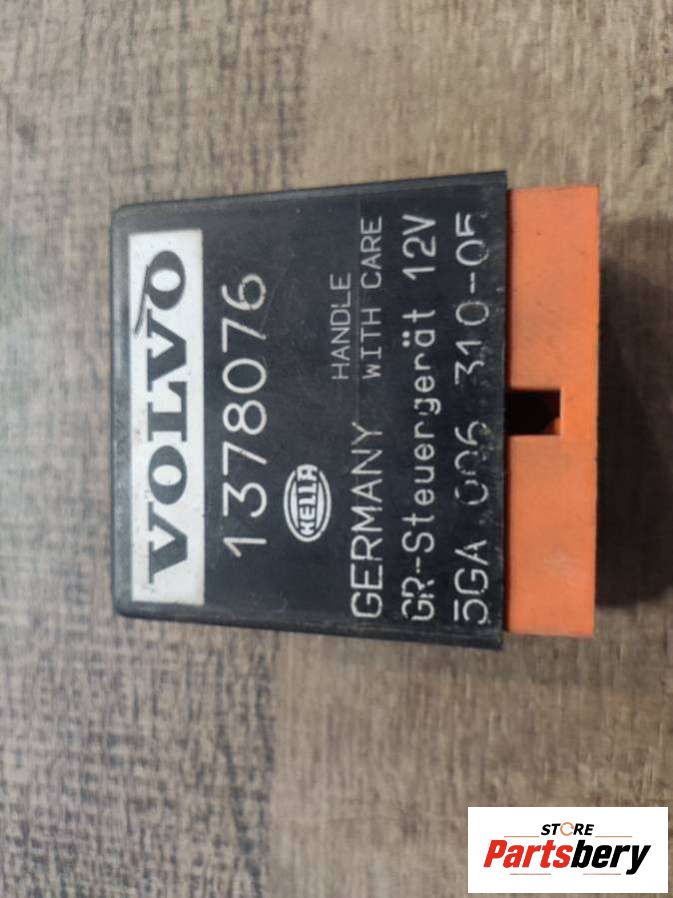 VOLVO
1378076
HELLA
HANDLE
GERMANY WITH CARE
GR-Steuergerät 12V
5GA 006 310-05
STORE
Partsbery